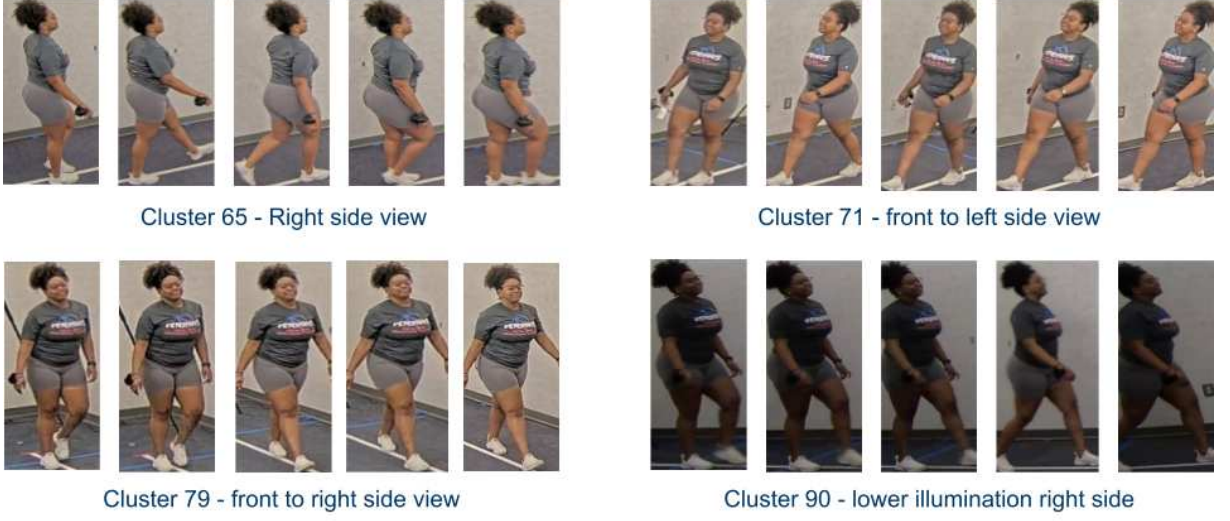 Cluster 65 - Right side view
Cluster 71 - front to left side view
Cluster 79 - front to right side view
Cluster 90 - lower illumination right side